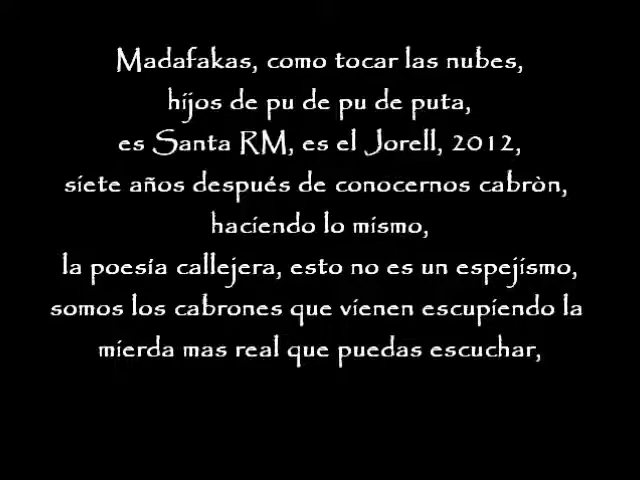 Madafakas, como tocar las nubes,
hijos de pu de pu de puta,
es Santa RM, es el Jorell, 2012,
siete años después de conocernos cabròn,
haciendo lo mismo,
la poesía callejera, esto no es un espejísmo,
somos los cabrones que vienen escupiendo la
mierda mas real que puedas escuchar,